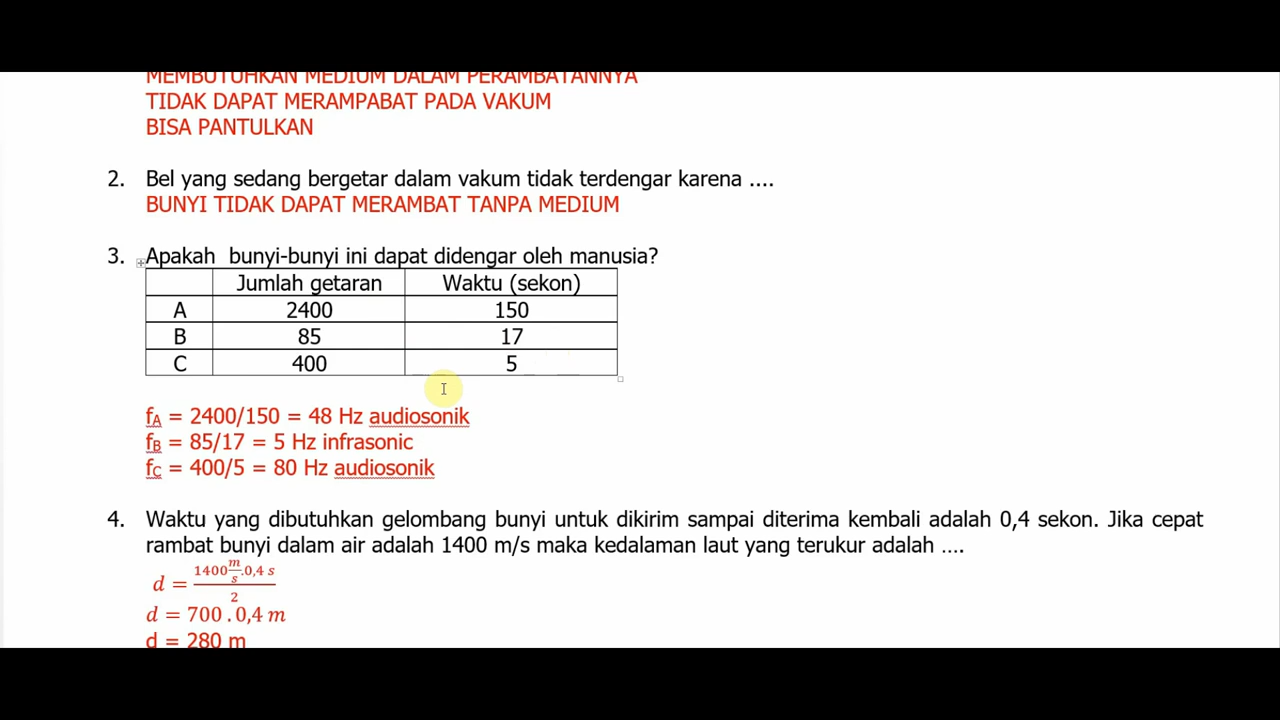 MEMBUTUHKAN MEDIUM DALAM PERAMBATANNYA
TIDAK DAPAT MERAMPABAT PADA VAKUM
BISA PANTULKAN
2. Bel yang sedang bergetar dalam vakum tidak terdengar karena ....
BUNYI TIDAK DAPAT MERAMBAT TANPA MEDIUM
3. Apakah bunyi-bunyi ini dapat didengar oleh manusia?
Jumlah getaran Waktu (sekon)
A 2400 150
B 85 17
C 400 5
fA = 2400/150 = 48 Hz audiosonik
fB = 85/17 = 5 Hz infrasonic
fC = 400/5 = 80 Hz audiosonik
4. Waktu yang dibutuhkan gelombang bunyi untuk dikirim sampai diterima kembali adalah 0,4 sekon. Jika cepat
rambat bunyi dalam air adalah 1400 m/s maka kedalaman laut yang terukur adalah ....
d = 1400 m/s . 0,4 s / 2
d = 700 . 0,4 m
d = 280 m